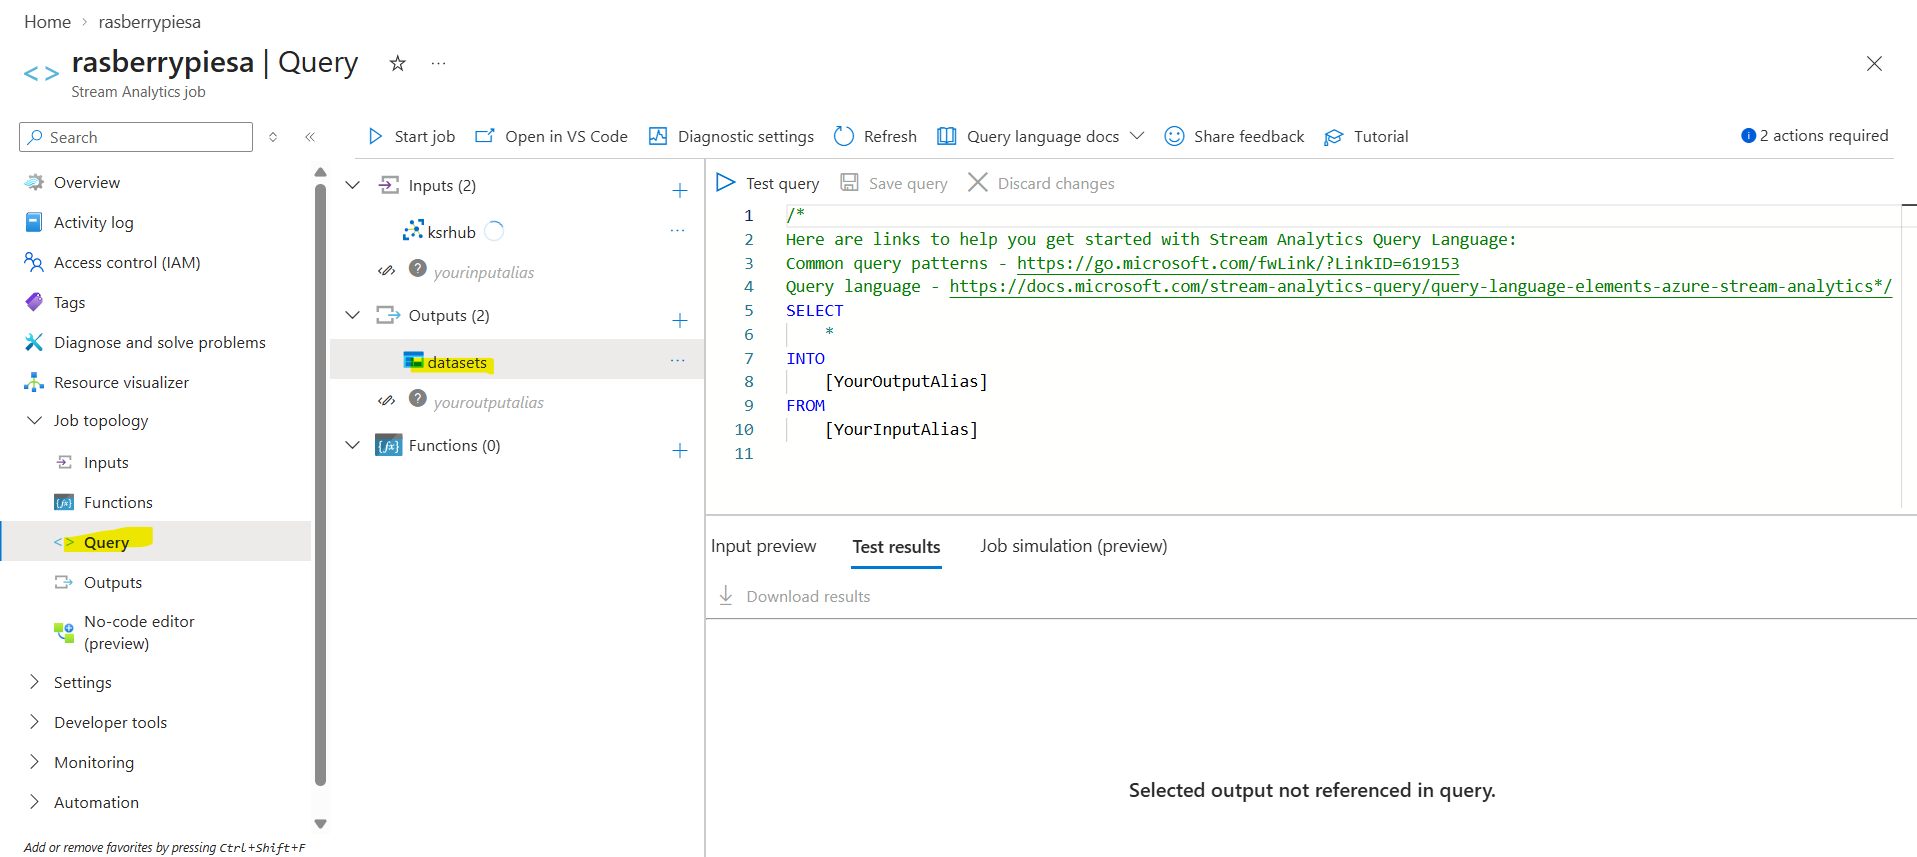 Home > rasberrypiesa
rasberrypiesa | Query
Stream Analytics job
Search
Overview
Activity log
Access control (IAM)
Tags
Diagnose and solve problems
Resource visualizer
Job topology
Inputs
Functions
Query
Outputs
No-code editor
(preview)
Settings
Developer tools
Monitoring
Automation
Add or remove favorites by pressing Ctrl+Shift+F
Start job Open in VS Code Diagnostic settings Refresh Query language docs Share feedback Tutorial 2 actions required
Inputs (2)
ksrhub
yourinputalias
Outputs (2)
datasets
youroutputalias
Functions (0)
Test query Save query Discard changes
1 /*
2 Here are links to help you get started with Stream Analytics Query Language:
3 Common query patterns - https://go.microsoft.com/fwLink/?LinkID=619153
4 Query language - https://docs.microsoft.com/stream-analytics-query/query-language-elements-azure-stream-analytics*/
5 SELECT
6 *
7 INTO
8 [YourOutputAlias]
9 FROM
10 [YourInputAlias]
11
Input preview Test results Job simulation (preview)
Download results
Selected output not referenced in query.